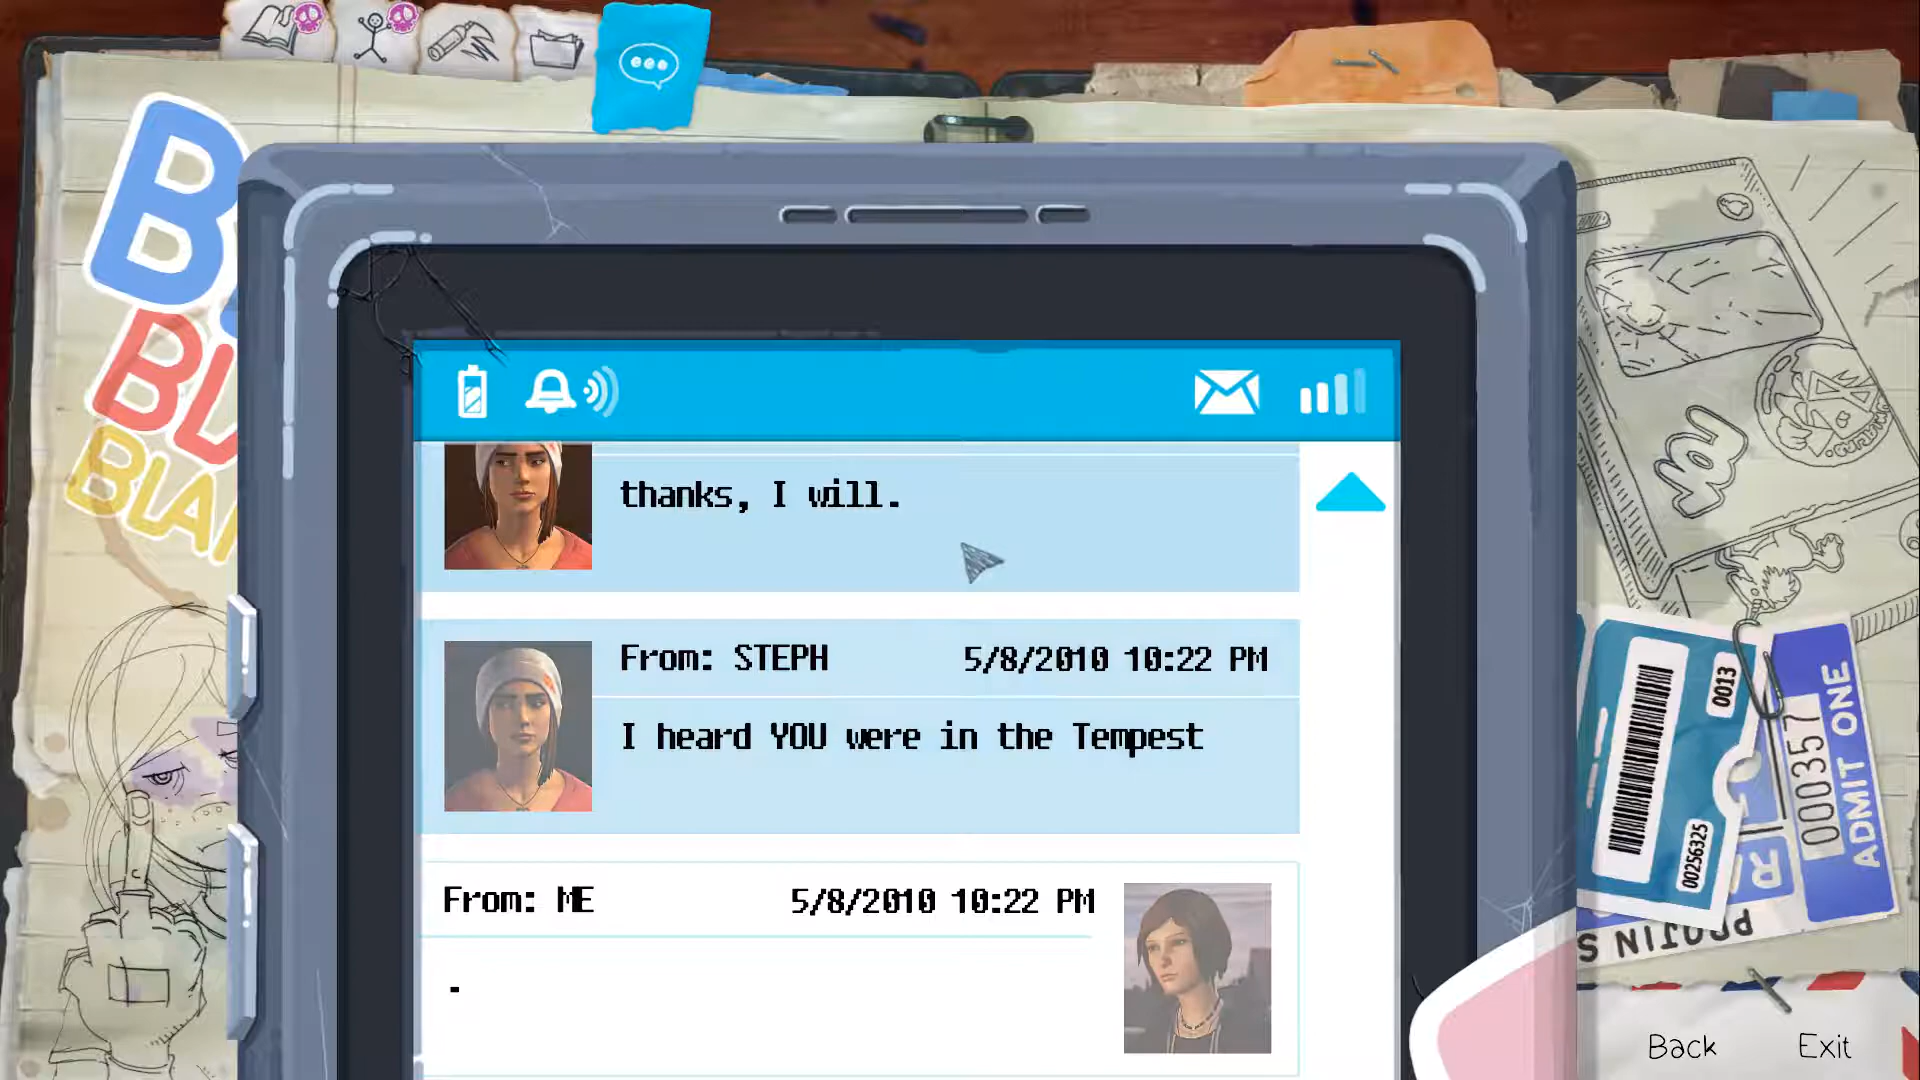 thanks, I will.
From: STEPH 5/8/2010 10:22 PM
I heard YOU were in the Tempest
From: ME 5/8/2010 10:22 PM
-
0013
00256325
000357
ADMIT ONE
Back
Exit